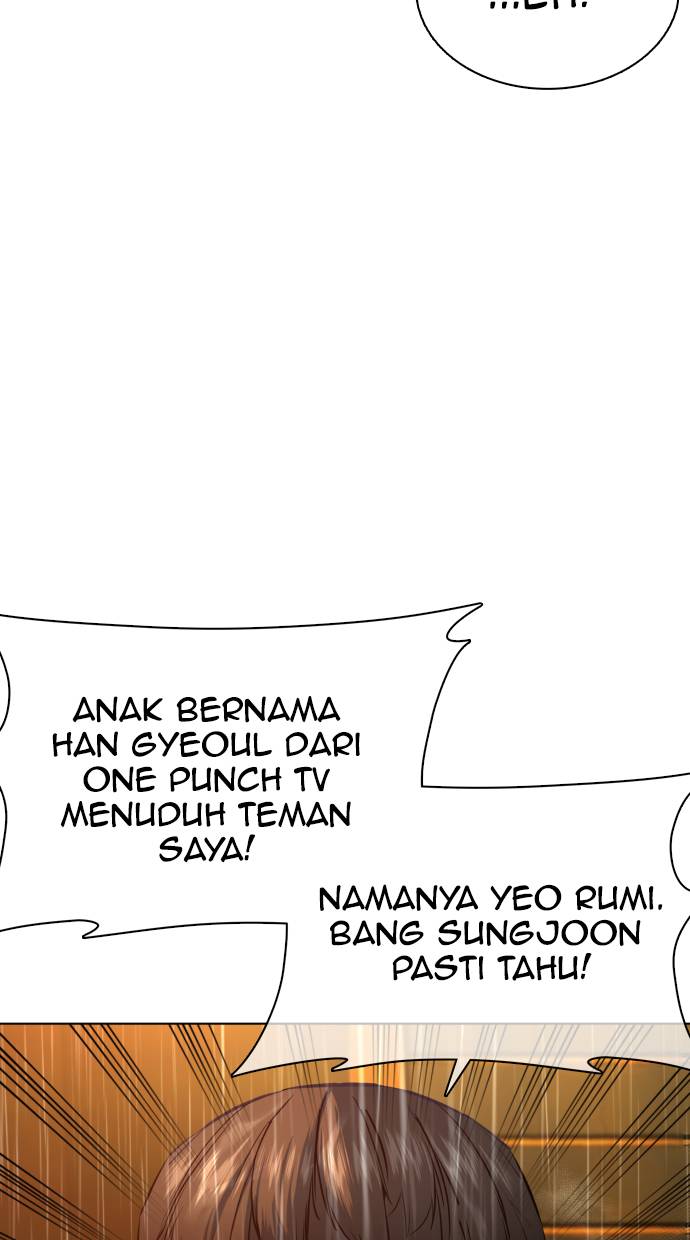 ANAK BERNAMA
HAN GYEOUL DARI
ONE PUNCH TV
MENUDUH TEMAN
SAYA!
NAMANYA YEO RUMI.
BANG SUNGJOON
PASTI TAHU!